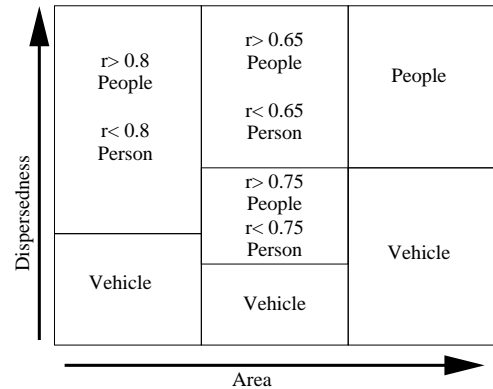 r> 0.8
People
r< 0.8
Person
Vehicle
r> 0.65
People
r< 0.65
Person
r> 0.75
People
r< 0.75
Person
Vehicle
People
Vehicle
Dispersedness
Area